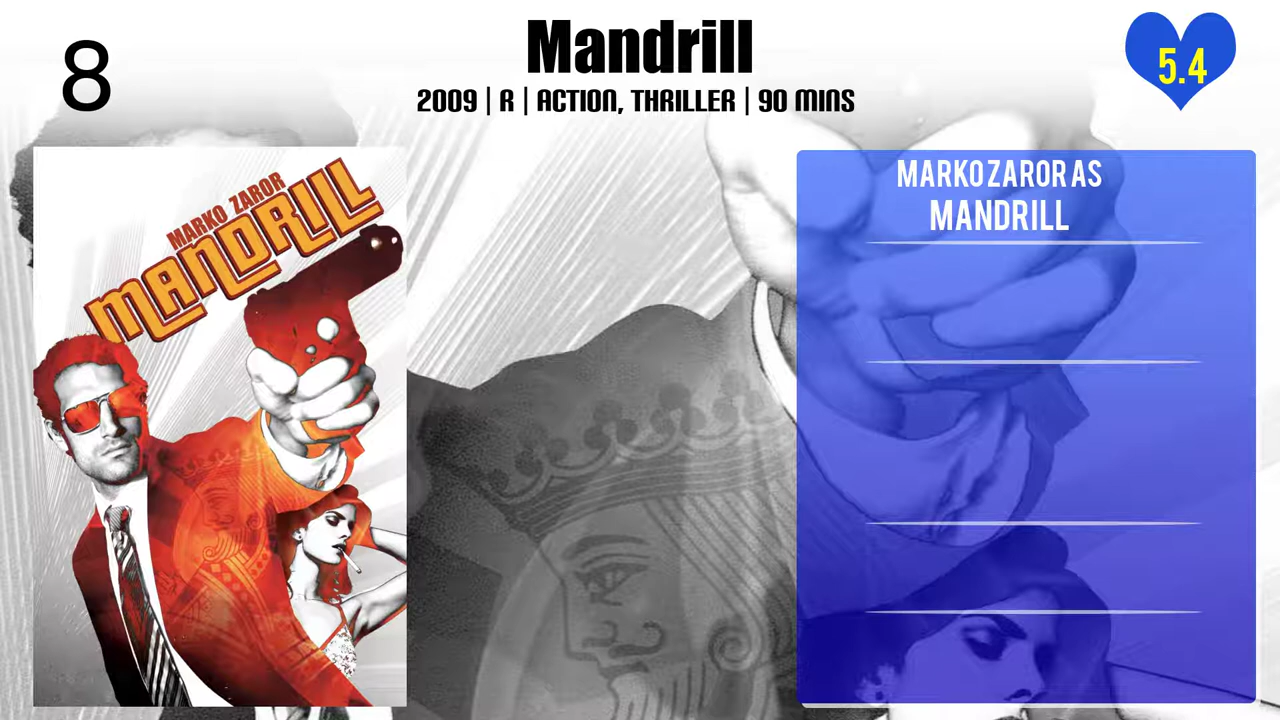 8
Mandrill
5.4
2009 | R | ACTION, THRILLER | 90 MINS
MARKO ZAROR
MANDRILL
MARKO ZAROR AS
MANDRILL